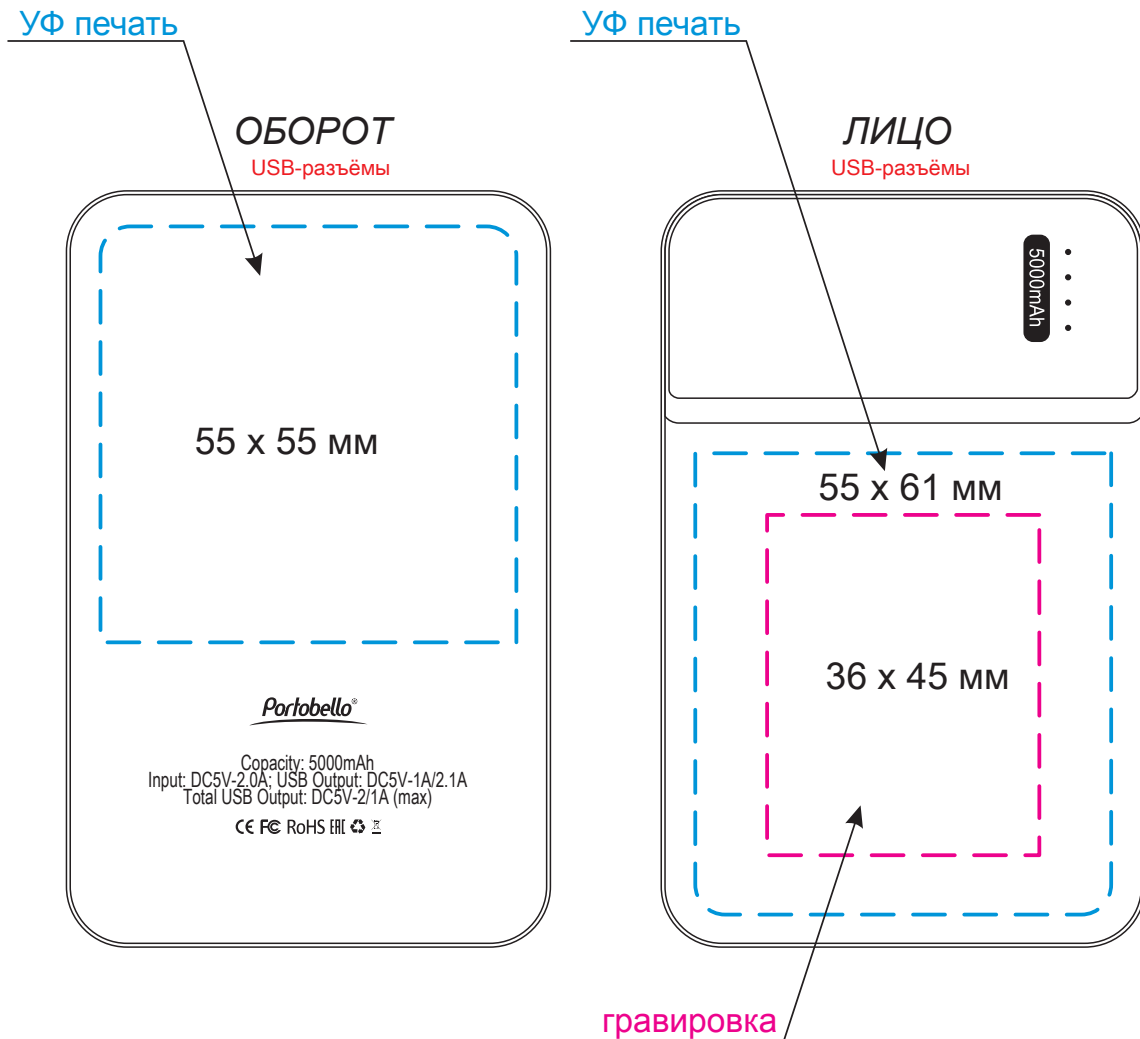 УФ печать
ОБОРОТ
USB-разъёмы
55 x 55 мм
Portobello®
Copacity: 5000mAh
Input: DC5V-2.0A; USB Output: DC5V-1A/2.1A
Total USB Output: DC5V-2/1A (max)
CE FC RoHS EAC
УФ печать
ЛИЦО
USB-разъёмы
5000mAh
55 x 61 мм
36 x 45 мм
гравировка